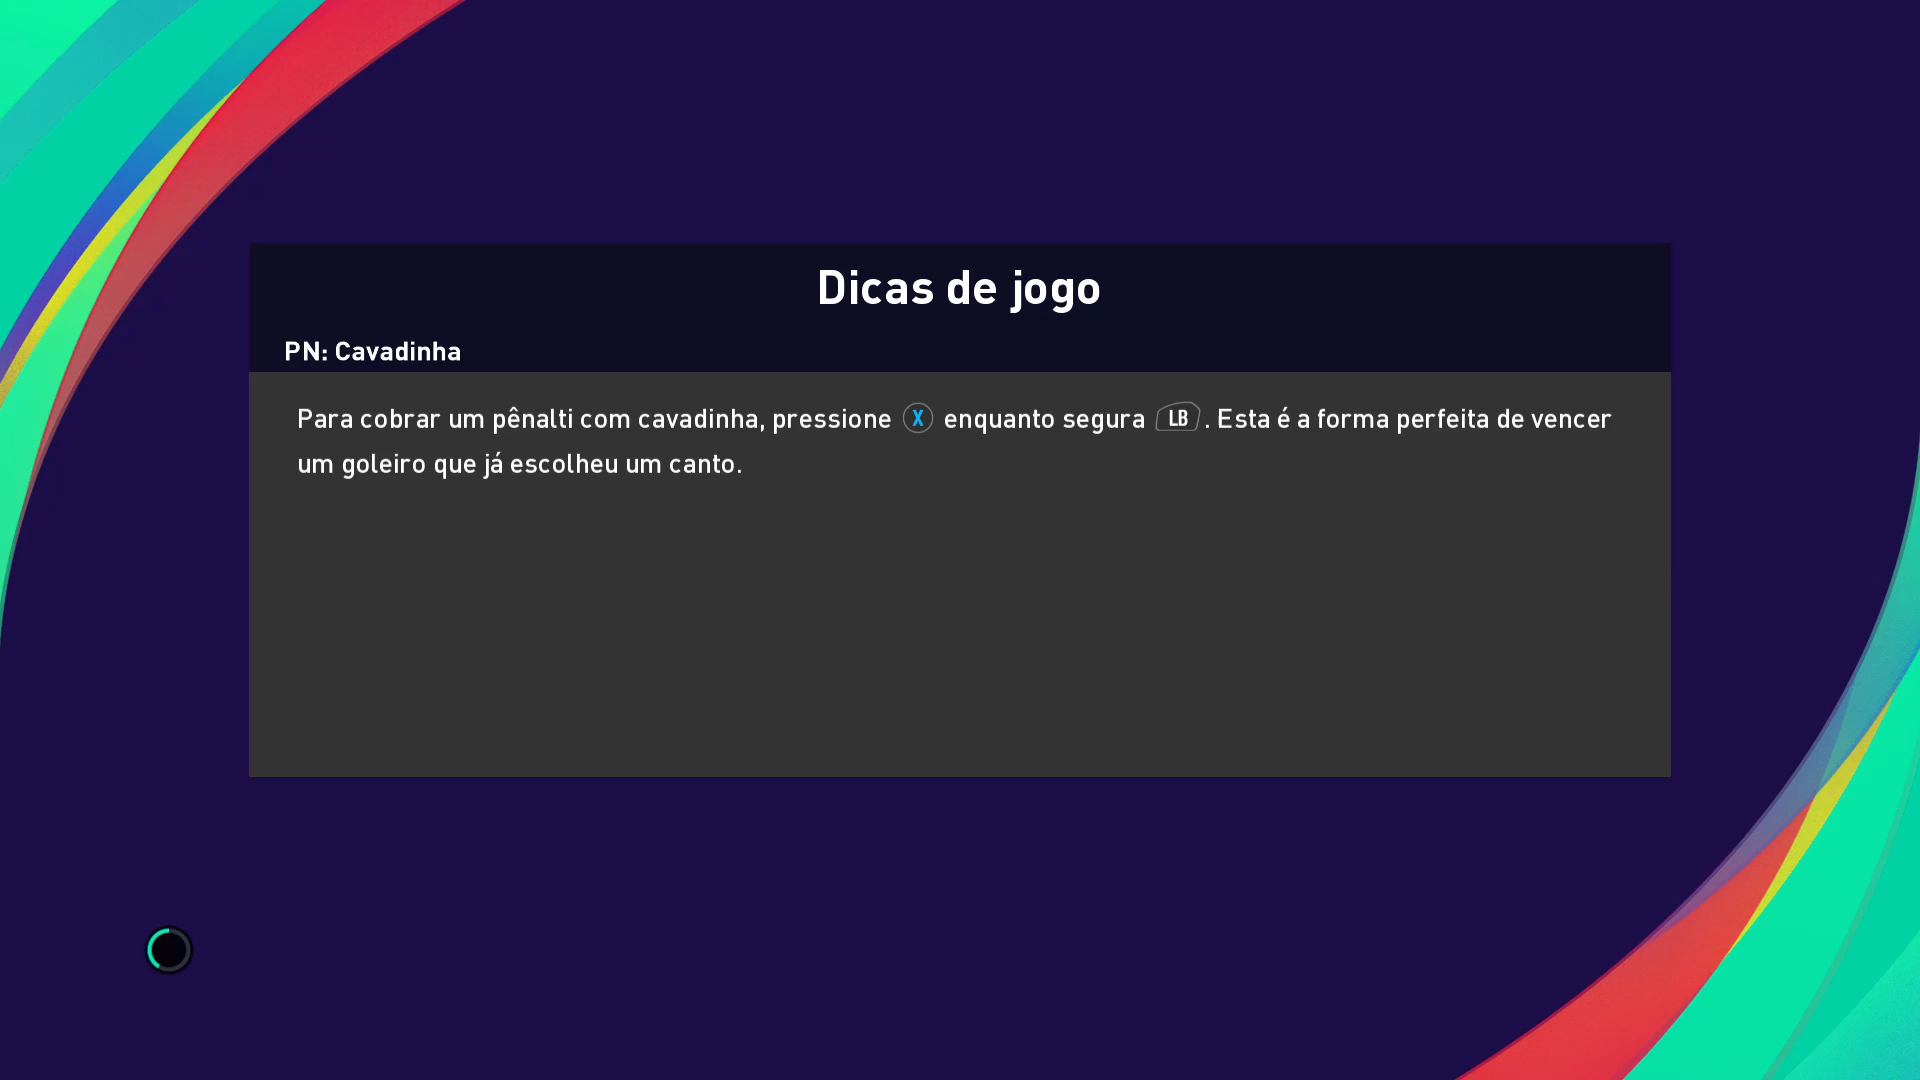 Dicas de jogo
PN: Cavadinha
Para cobrar um pênalti com cavadinha, pressione X enquanto segura LB. Esta é a forma perfeita de vencer
um goleiro que já escolheu um canto.